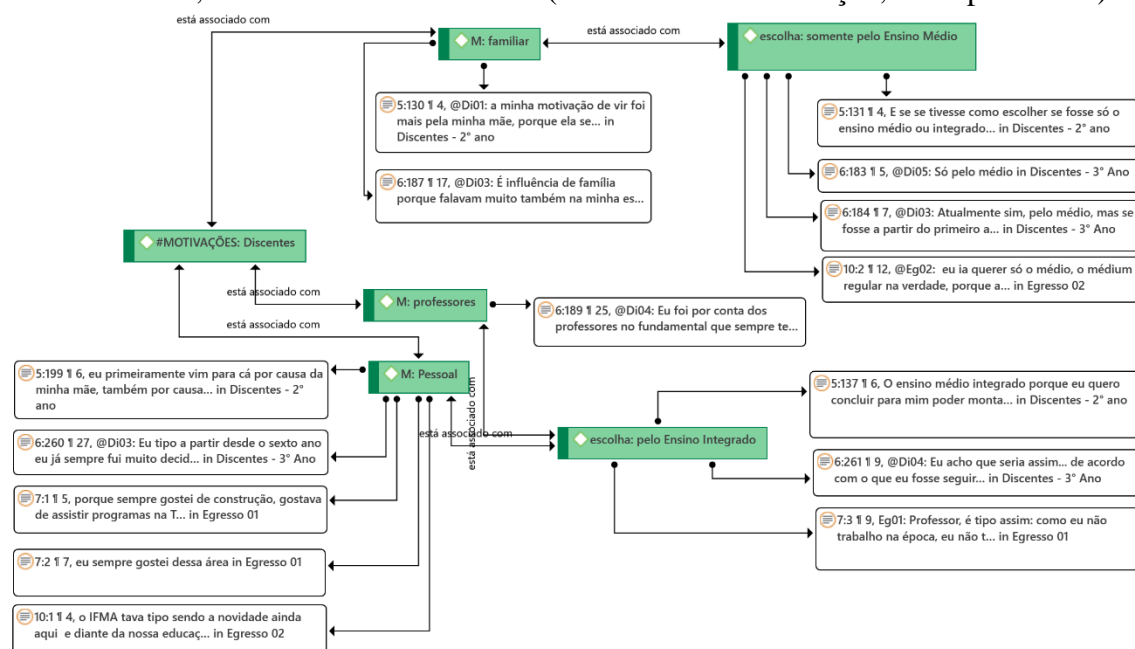 está associado com
M: familiar
está associado com
escolha: somente pelo Ensino Médio
5:130 ¶ 4, @Di01: a minha motivação de vir foi
mais pela minha mãe, porque ela se... in
Discentes - 2° ano
5:131 ¶ 4, E se se tivesse como escolher se fosse só o
ensino médio ou integrado... in Discentes - 2° ano
6:187 ¶ 17, @Di03: É influência de família
porque falavam muito também na minha es...
6:183 ¶ 5, @Di05: Só pelo médio in Discentes - 3° Ano
6:184 ¶ 7, @Di03: Atualmente sim, pelo médio, mas se
fosse a partir do primeiro a... in Discentes - 3° Ano
#MOTIVAÇÕES: Discentes
10:2 ¶ 12, @Eg02: eu ia querer só o médio, o médium
regular na verdade, porque a... in Egresso 02
está associado com
M: professores
6:189 ¶ 25, @Di04: Eu foi por conta dos
professores no fundamental que sempre te...
está associado com
5:199 ¶ 6, eu primeiramente vim para cá por causa da
minha mãe, também por causa... in Discentes - 2°
ano
M: Pessoal
está associado com
está associado com
5:137 ¶ 6, O ensino médio integrado porque eu quero
concluir para mim poder monta... in Discentes - 2° ano
6:260 ¶ 27, @Di03: Eu tipo a partir desde o sexto ano
eu já sempre fui muito decid... in Discentes - 3° Ano
escolha: pelo Ensino Integrado
6:261 ¶ 9, @Di04: Eu acho que seria assim... de acordo
com o que eu fosse seguir... in Discentes - 3° Ano
7:1 ¶ 5, porque sempre gostei de construção, gostava
de assistir programas na T... in Egresso 01
7:3 ¶ 9, Eg01: Professor, é tipo assim: como eu não
trabalho na época, eu não t... in Egresso 01
7:2 ¶ 7, eu sempre gostei dessa área in Egresso 01
10:1 ¶ 4, o IFMA tava tipo sendo a novidade ainda
aqui e diante da nossa educaç... in Egresso 02